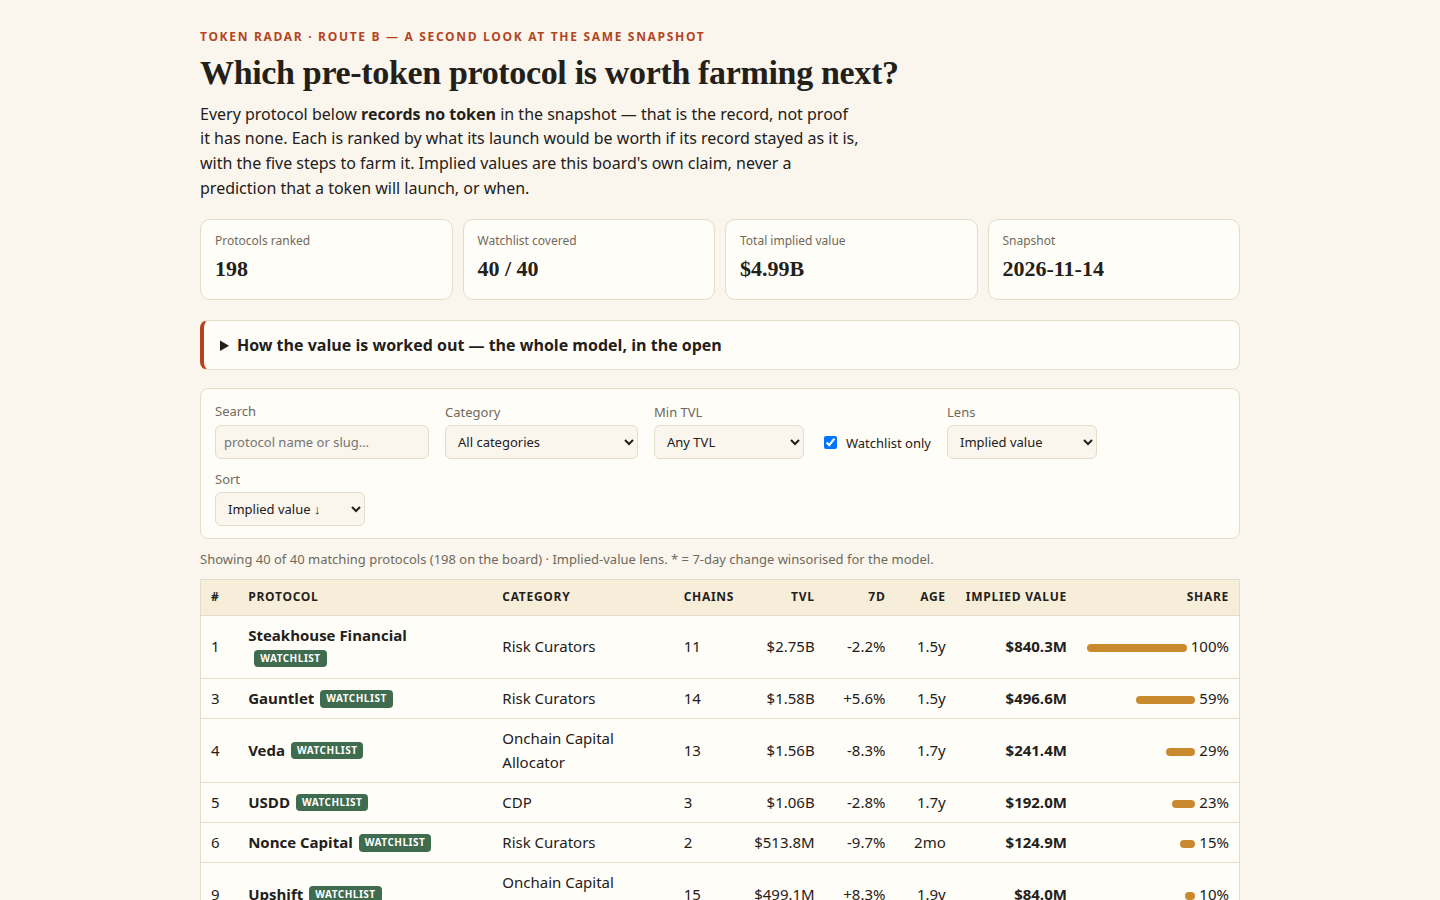 TOKEN RADAR · ROUTE B — A SECOND LOOK AT THE SAME SNAPSHOT
Which pre-token protocol is worth farming next?
Every protocol below records no token in the snapshot — that is the record, not proof
it has none. Each is ranked by what its launch would be worth if its record stayed as it is,
with the five steps to farm it. Implied values are this board's own claim, never a
prediction that a token will launch, or when.
Protocols ranked
198
Watchlist covered
40 / 40
Total implied value
$4.99B
Snapshot
2026-11-14
▶ How the value is worked out — the whole model, in the open
Search
protocol name or slug...
Category
All categories
Min TVL
Any TVL
Watchlist only
Lens
Implied value
Sort
Implied value ↓
Showing 40 of 40 matching protocols (198 on the board) · Implied-value lens. * = 7-day change winsorised for the model.
# PROTOCOL CATEGORY CHAINS TVL 7D AGE IMPLIED VALUE SHARE
1 Steakhouse Financial WATCHLIST Risk Curators 11 $2.75B -2.2% 1.5y $840.3M 100%
3 Gauntlet WATCHLIST Risk Curators 14 $1.58B +5.6% 1.5y $496.6M 59%
4 Veda WATCHLIST Onchain Capital Allocator 13 $1.56B -8.3% 1.7y $241.4M 29%
5 USDD WATCHLIST CDP 3 $1.06B -2.8% 1.7y $192.0M 23%
6 Nonce Capital WATCHLIST Risk Curators 2 $513.8M -9.7% 2mo $124.9M 15%
9 Upshift WATCHLIST Onchain Capital 15 $499.1M +8.3% 1.9y $84.0M 10%